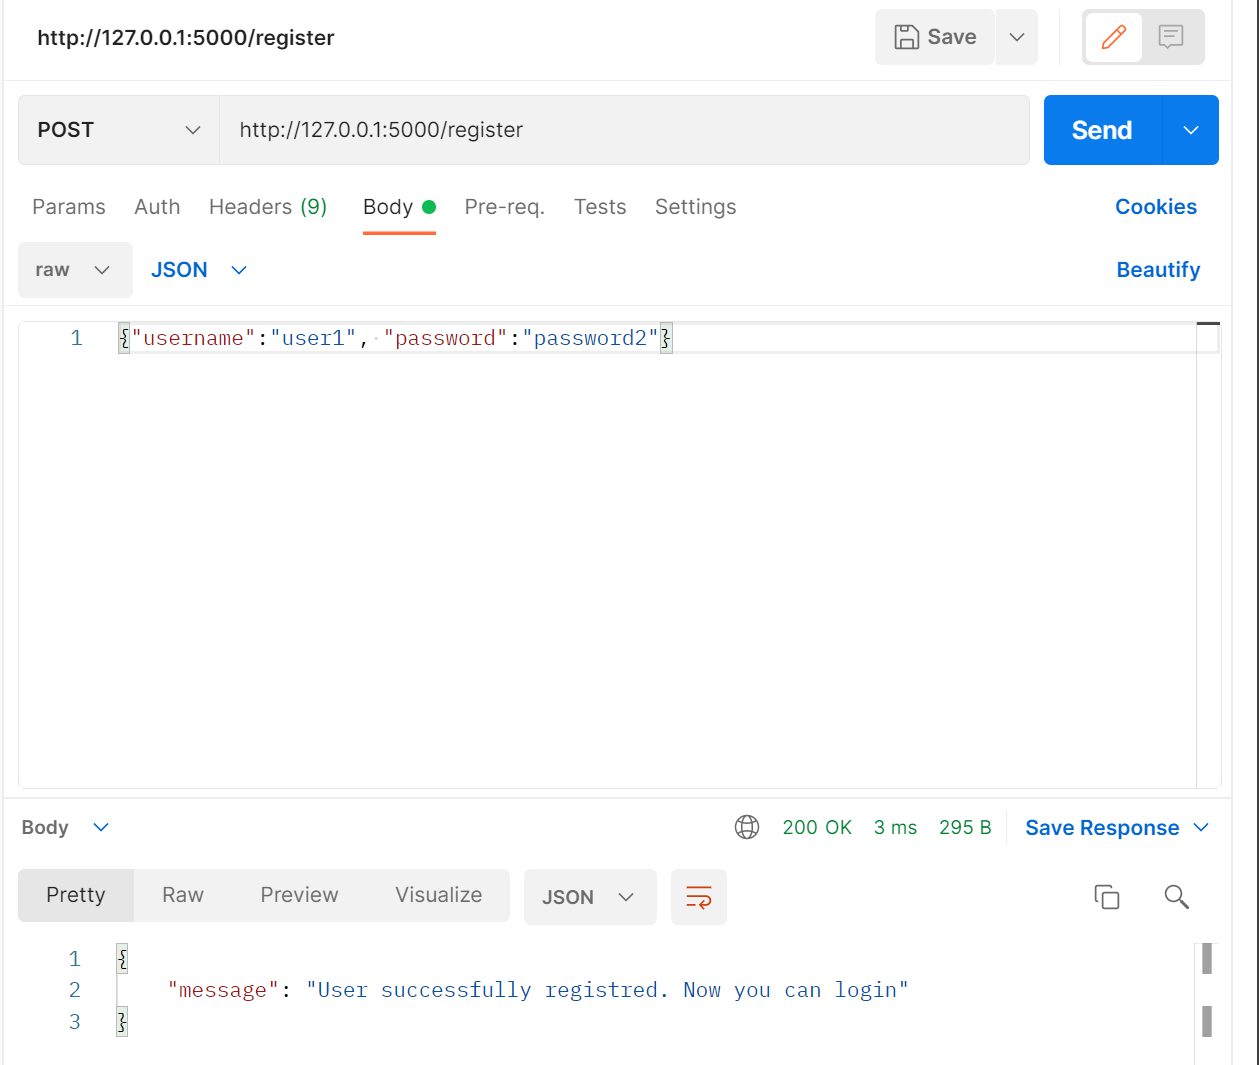 http://127.0.0.1:5000/register Save
POST http://127.0.0.1:5000/register Send
Params Auth Headers (9) Body Pre-req. Tests Settings Cookies
raw JSON Beautify
1 {"username":"user1", "password":"password2"}
Body 200 OK 3 ms 295 B Save Response
Pretty Raw Preview Visualize JSON
1 {
2 "message": "User successfully registred. Now you can login"
3 }